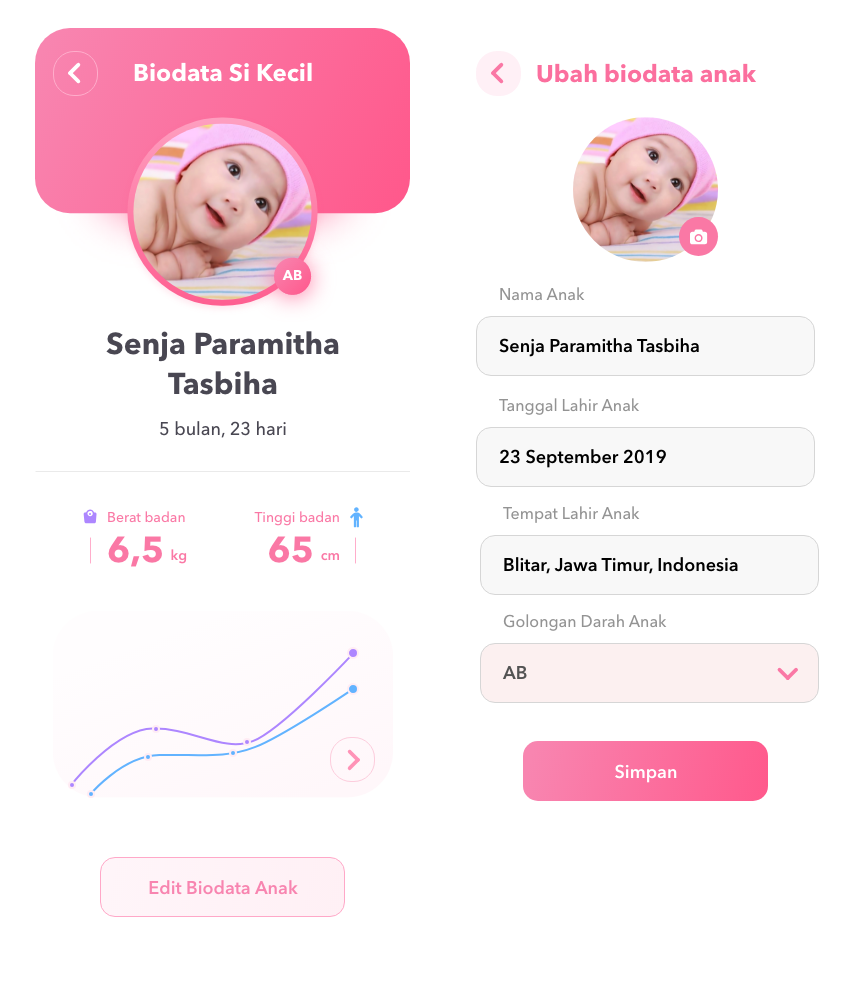 Biodata Si Kecil
AB
Senja Paramitha
Tasbiha
5 bulan, 23 hari
Berat badan
6,5 kg
Tinggi badan
65 cm
Edit Biodata Anak
Ubah biodata anak
Nama Anak
Senja Paramitha Tasbiha
Tanggal Lahir Anak
23 September 2019
Tempat Lahir Anak
Blitar, Jawa Timur, Indonesia
Golongan Darah Anak
AB
Simpan